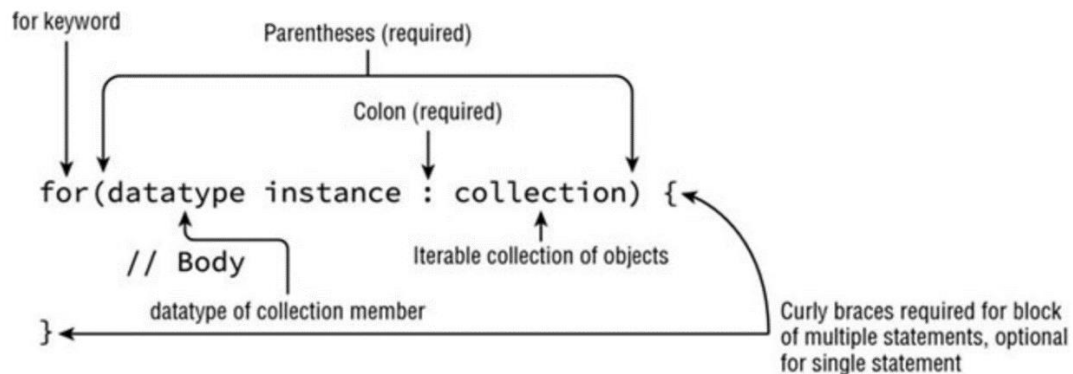 for keyword
Parentheses (required)
Colon (required)
for(datatype instance : collection) {
Iterable collection of objects
// Body
datatype of collection member
}
Curly braces required for block
of multiple statements, optional
for single statement